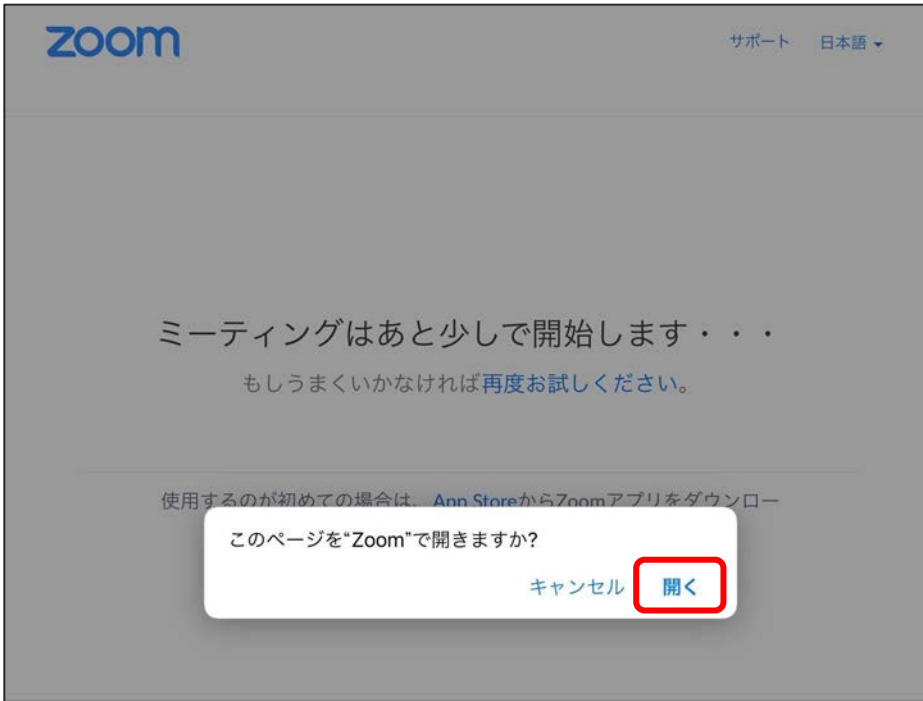 zoom
サポート 日本語
ミーティングはあと少しで開始します・・・
もしうまくいかなければ再度お試しください。
使用するのが初めての場合は、App StoreからZoomアプリをダウンロー
このページを“Zoom”で開きますか?
キャンセル 開く